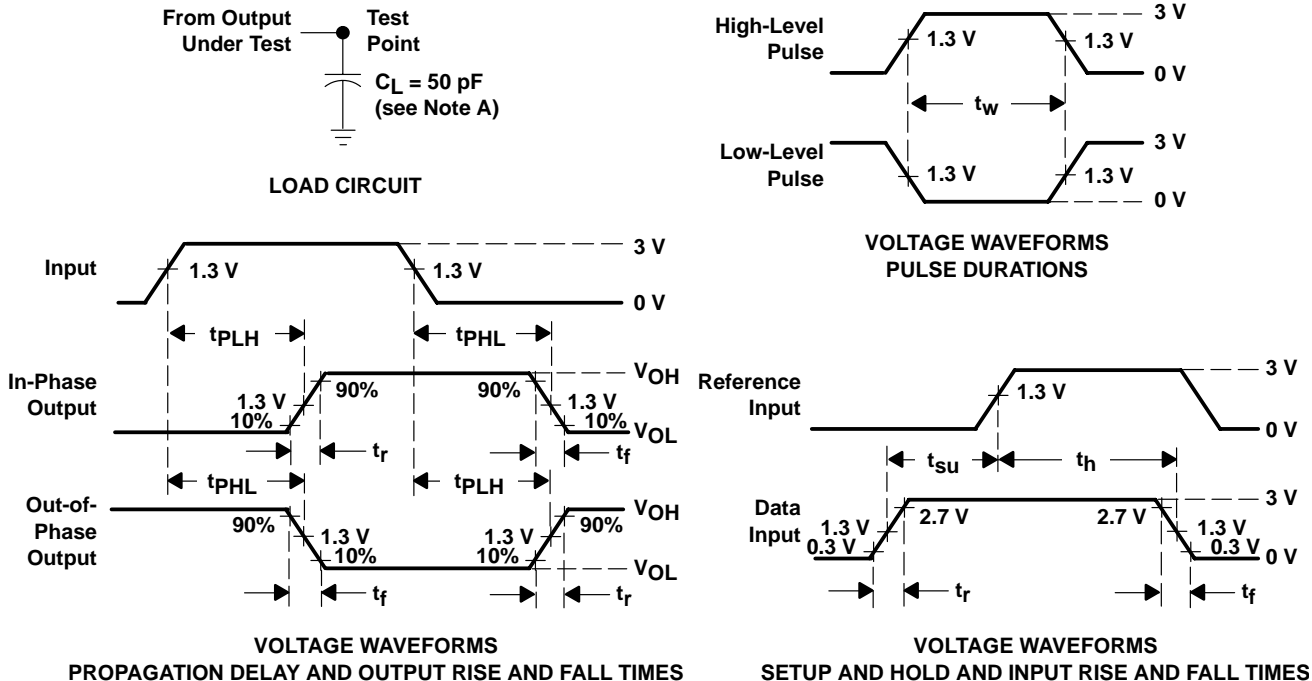 From Output
Under Test
Test
Point
CL = 50 pF
(see Note A)
LOAD CIRCUIT
High-Level
Pulse
1.3 V
1.3 V
3 V
0 V
tw
Low-Level
Pulse
1.3 V
1.3 V
3 V
0 V
VOLTAGE WAVEFORMS
PULSE DURATIONS
Input
1.3 V
1.3 V
3 V
0 V
tPLH
tPHL
In-Phase
Output
1.3 V
10%
90%
90%
1.3 V
10%
VOH
VOL
tr
tf
tPHL
tPLH
Out-of-
Phase
Output
90%
1.3 V
10%
1.3 V
10%
90%
VOH
VOL
tf
tr
VOLTAGE WAVEFORMS
PROPAGATION DELAY AND OUTPUT RISE AND FALL TIMES
Reference
Input
1.3 V
3 V
0 V
tsu
th
Data
Input
1.3 V
0.3 V
2.7 V
2.7 V
1.3 V
0.3 V
3 V
0 V
tr
tf
VOLTAGE WAVEFORMS
SETUP AND HOLD AND INPUT RISE AND FALL TIMES